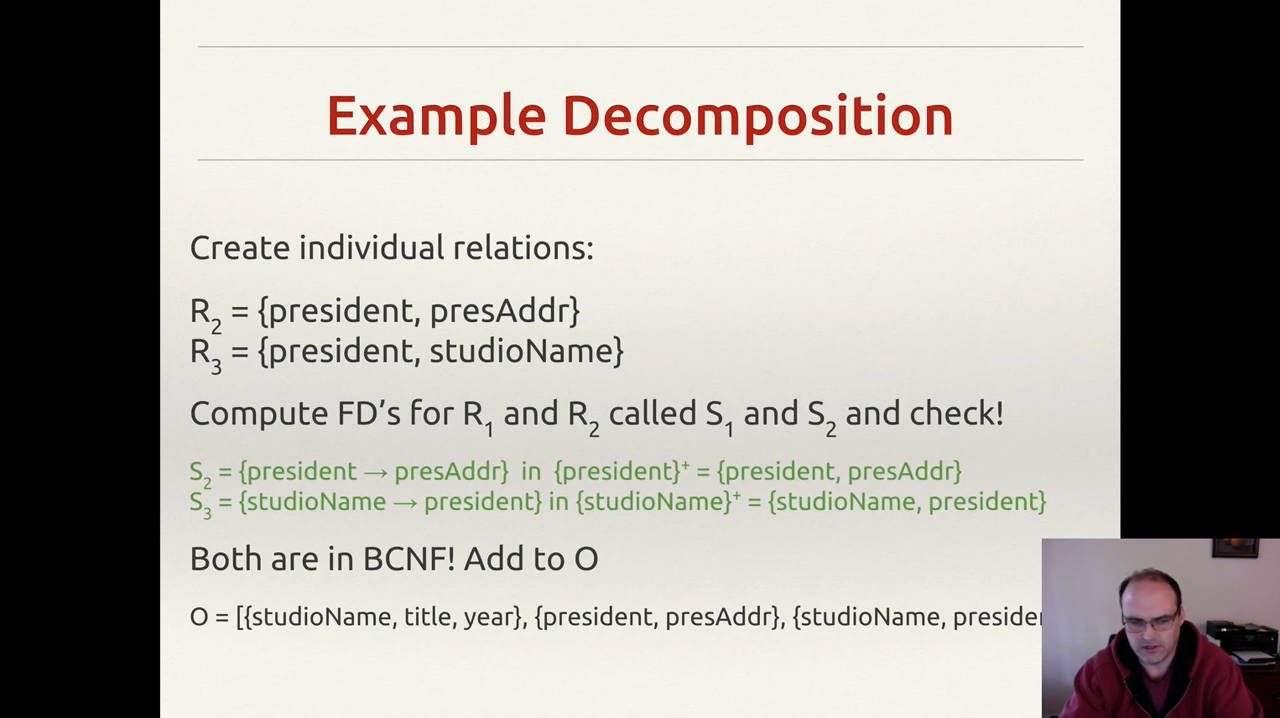 Example Decomposition
Create individual relations:
R₂ = {president, presAddr}
R₃ = {president, studioName}
Compute FD’s for R₁ and R₂ called S₁ and S₂ and check!
S₂ = {president → presAddr} in {president}⁺ = {president, presAddr}
S₃ = {studioName → president} in {studioName}⁺ = {studioName, president}
Both are in BCNF! Add to O
O = [{studioName, title, year}, {president, presAddr}, {studioName,